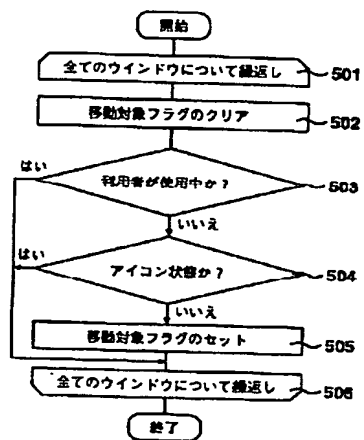 開始
全てのウインドウについて繰返し
501
移動対象フラグのクリア
502
はい
利用者が使用中か?
503
いいえ
はい
アイコン状態か?
504
いいえ
移動対象フラグのセット
505
全てのウインドウについて繰返し
506
終了